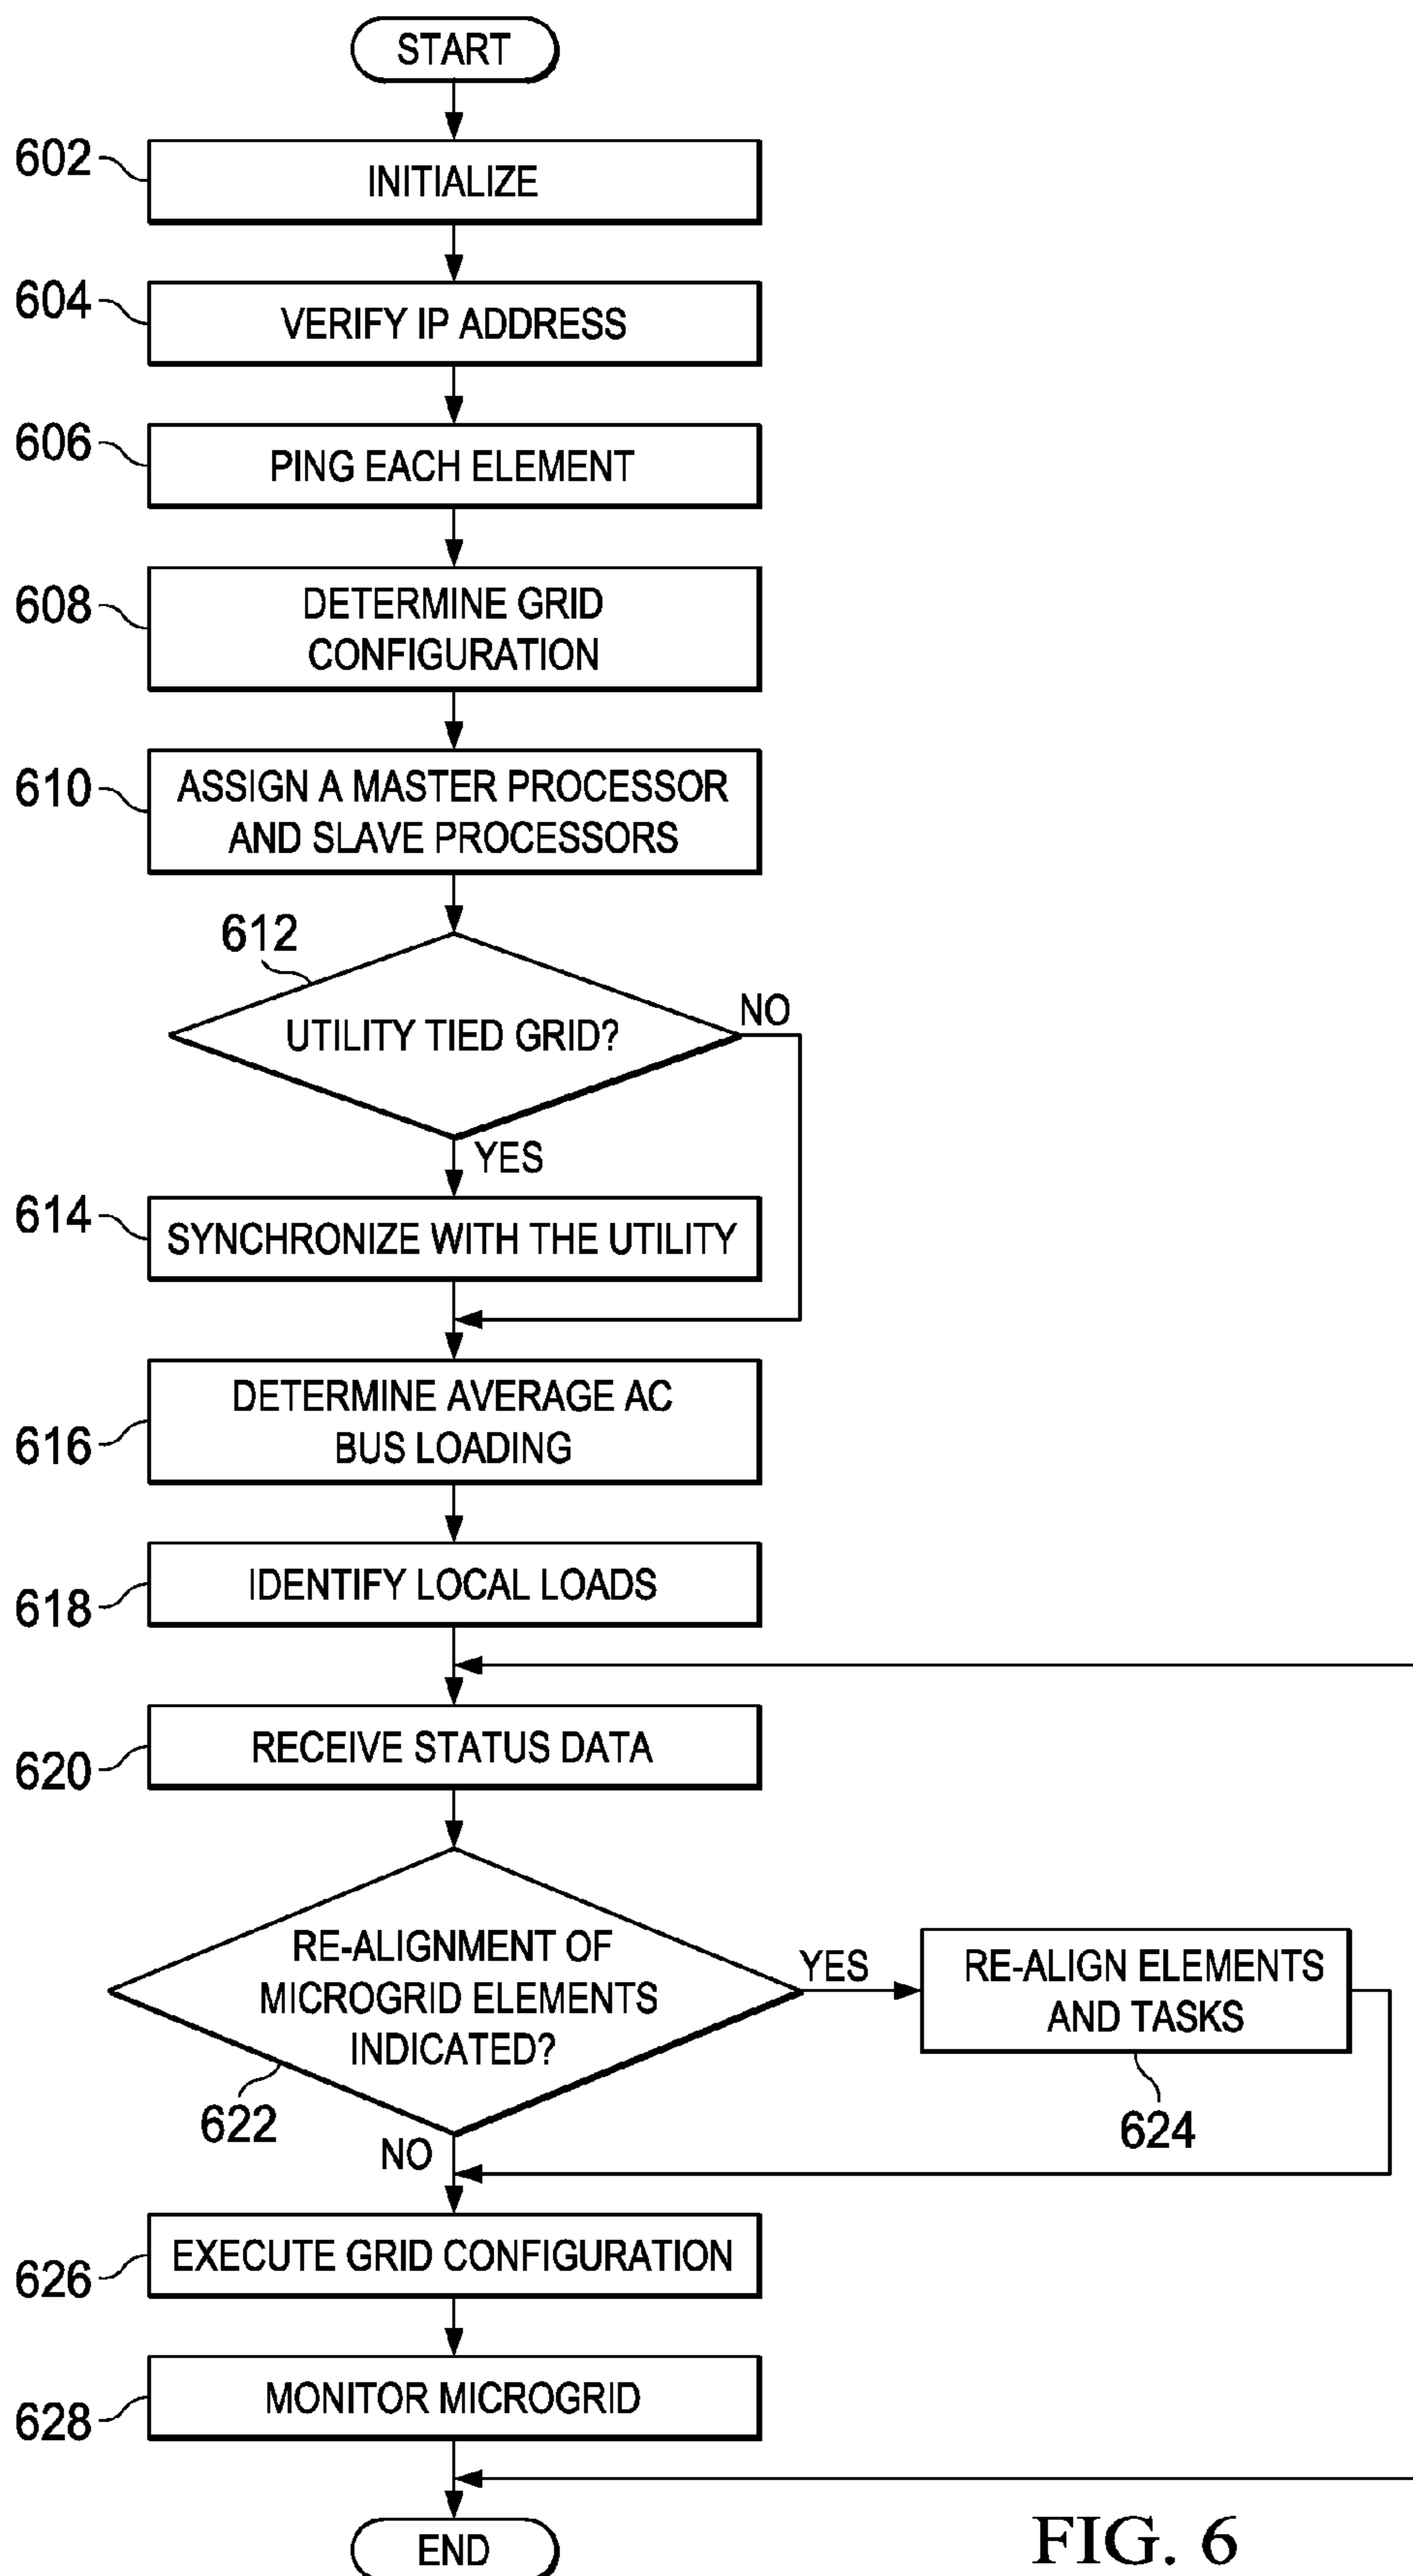 START
602
INITIALIZE
604
VERIFY IP ADDRESS
606
PING EACH ELEMENT
608
DETERMINE GRID
CONFIGURATION
610
ASSIGN A MASTER PROCESSOR
AND SLAVE PROCESSORS
612
UTILITY TIED GRID?
NO
YES
614
SYNCHRONIZE WITH THE UTILITY
616
DETERMINE AVERAGE AC
BUS LOADING
618
IDENTIFY LOCAL LOADS
620
RECEIVE STATUS DATA
RE-ALIGNMENT OF
MICROGRID ELEMENTS
INDICATED?
622
YES
RE-ALIGN ELEMENTS
AND TASKS
624
NO
626
EXECUTE GRID CONFIGURATION
628
MONITOR MICROGRID
END
FIG. 6